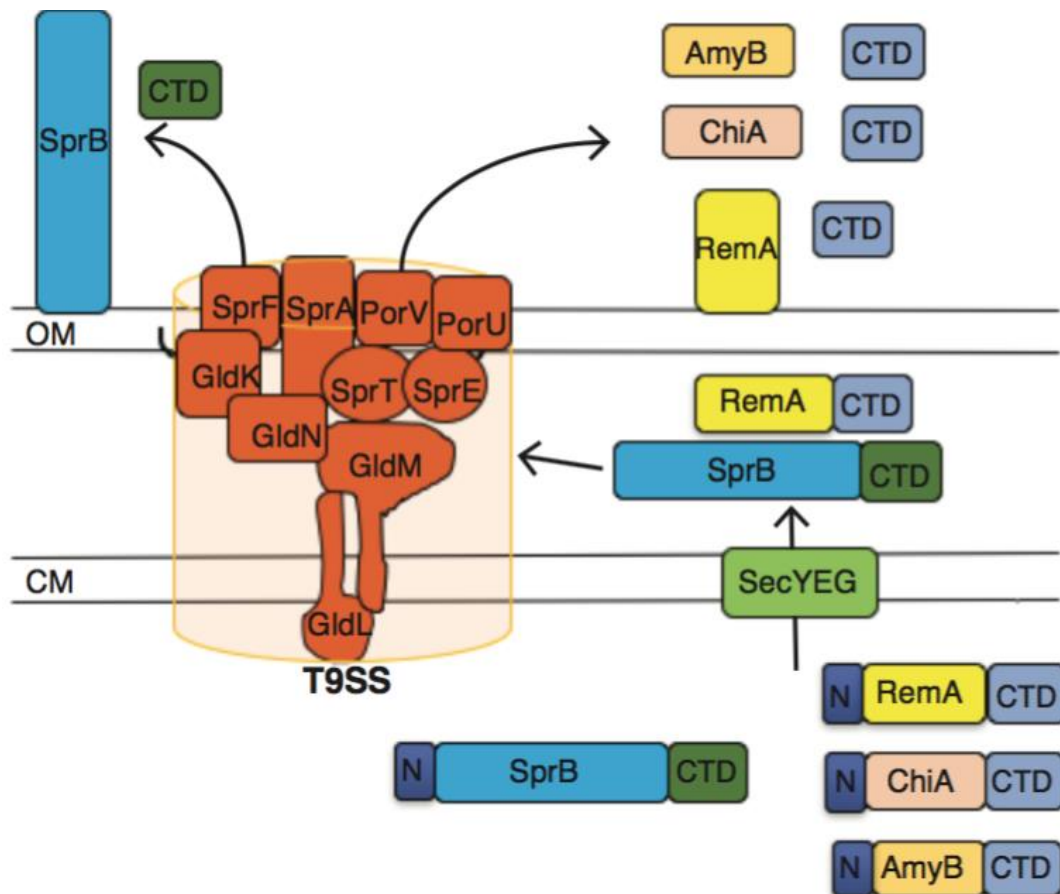 AmyB CTD
CTD
SprB
ChiA CTD
RemA CTD
SprF SprA PorV PorU
OM
GldK SprT SprE
RemA CTD
GldN GldM
SprB CTD
CM
SecYEG
GldL
T9SS
N RemA CTD
N SprB CTD
N ChiA CTD
N AmyB CTD